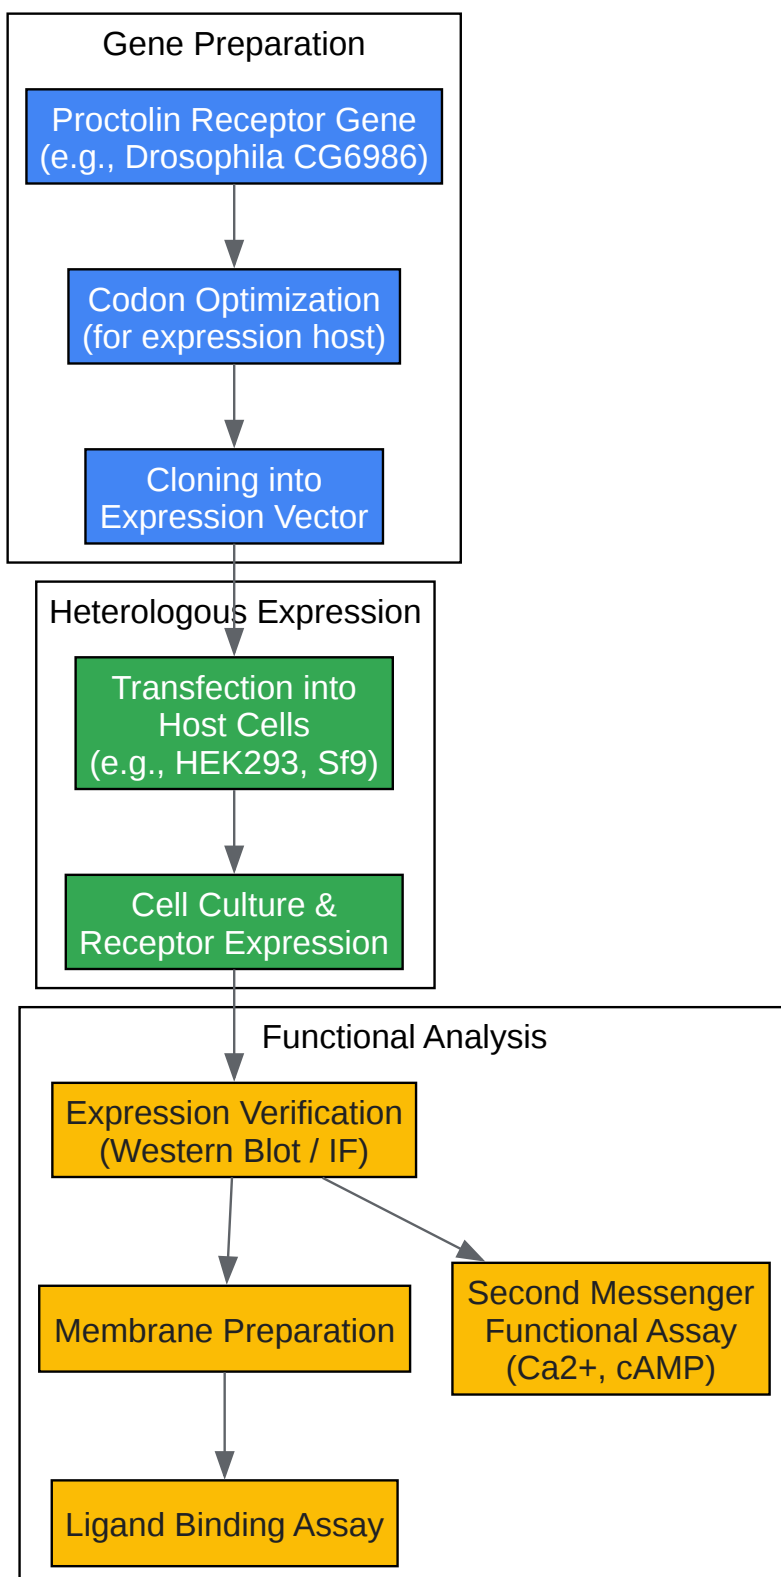 Gene Preparation
Proctolin Receptor Gene
(e.g., Drosophila CG6986)
Codon Optimization
(for expression host)
Cloning into
Expression Vector
Heterologous Expression
Transfection into
Host Cells
(e.g., HEK293, Sf9)
Cell Culture &
Receptor Expression
Functional Analysis
Expression Verification
(Western Blot / IF)
Membrane Preparation
Second Messenger
Functional Assay
(Ca2+, cAMP)
Ligand Binding Assay